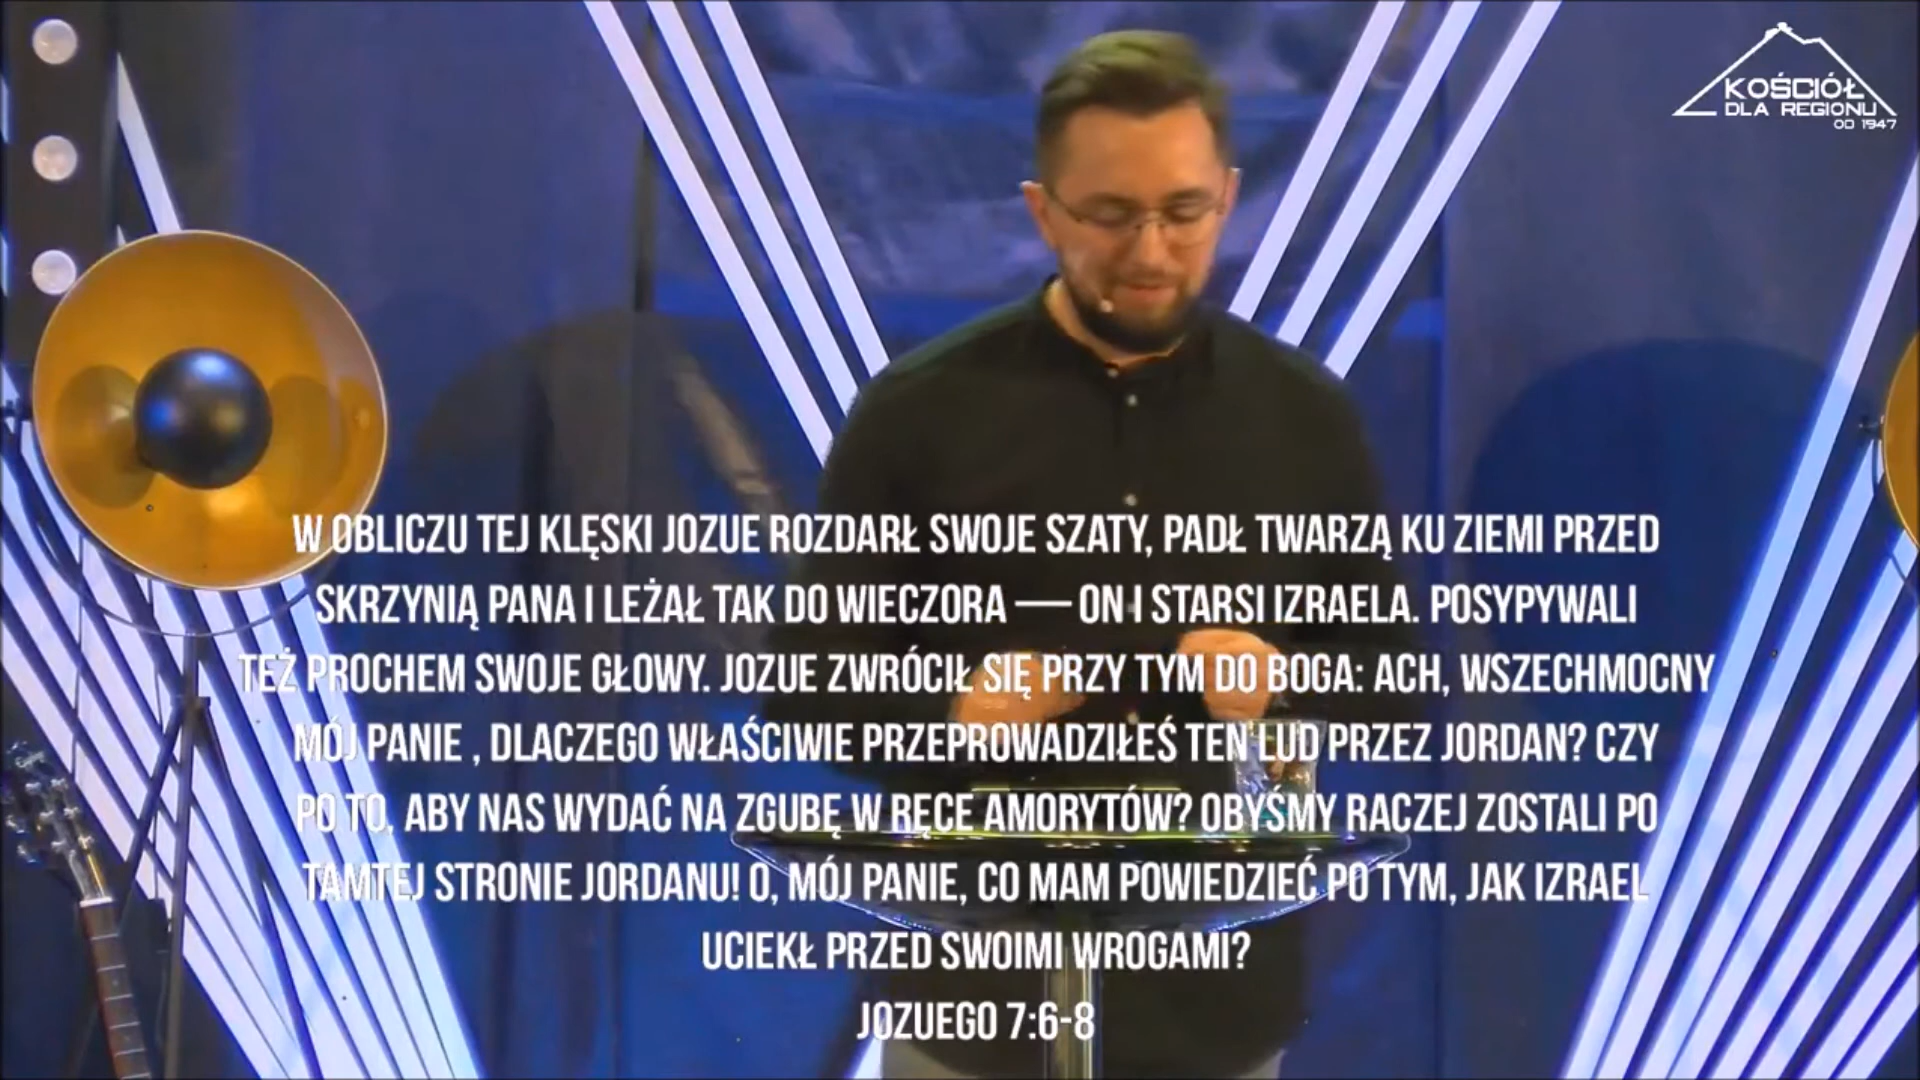 KOŚCIÓŁ
DLA REGIONU
OD 1947
W OBLICZU TEJ KLĘSKI JOZUE ROZDARŁ SWOJE SZATY, PADŁ TWARZĄ KU ZIEMI PRZED
SKRZYNIĄ PANA I LEŻAŁ TAK DO WIECZORA — ON I STARSI IZRAELA. POSYPYWALI
TEŻ PROCHEM SWOJE GŁOWY. JOZUE ZWRÓCIŁ SIĘ PRZY TYM DO BOGA: ACH, WSZECHMOCNY
MÓJ PANIE , DLACZEGO WŁAŚCIWIE PRZEPROWADZIŁEŚ TEN LUD PRZEZ JORDAN? CZY
PO TO, ABY NAS WYDAĆ NA ZGUBĘ W RĘCE AMORYTÓW? OBYŚMY RACZEJ ZOSTALI PO
TAMTEJ STRONIE JORDANU! O, MÓJ PANIE, CO MAM POWIEDZIEĆ PO TYM, JAK IZRAEL
UCIEKŁ PRZED SWOIMI WROGAMI?
JOZUEGO 7:6-8